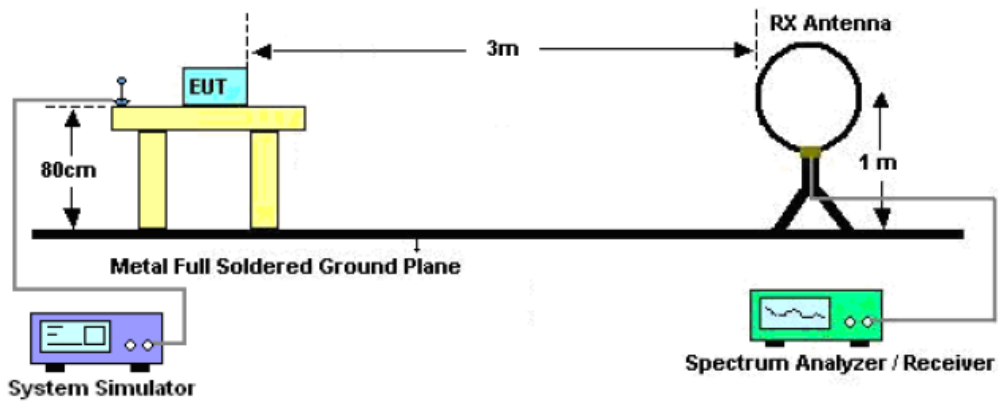 RX Antenna
3m
EUT
80cm
1 m
Metal Full Soldered Ground Plane
System Simulator
Spectrum Analyzer / Receiver